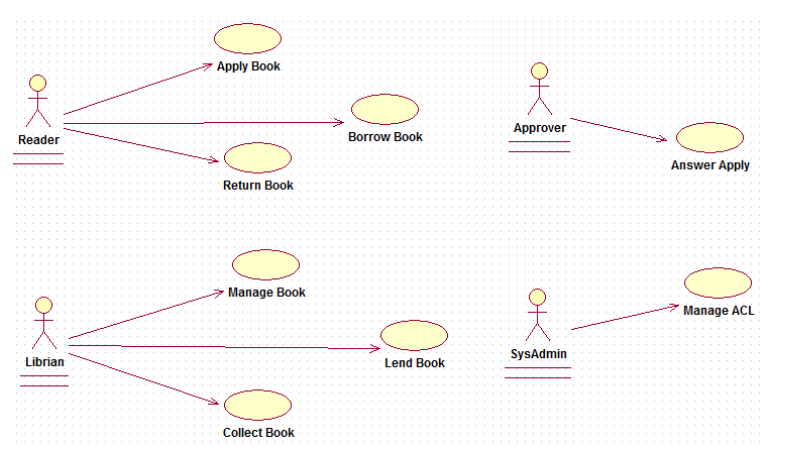 Apply Book
Reader
Borrow Book
Return Book
Approver
Answer Apply
Manage Book
Librian
Lend Book
Collect Book
Manage ACL
SysAdmin